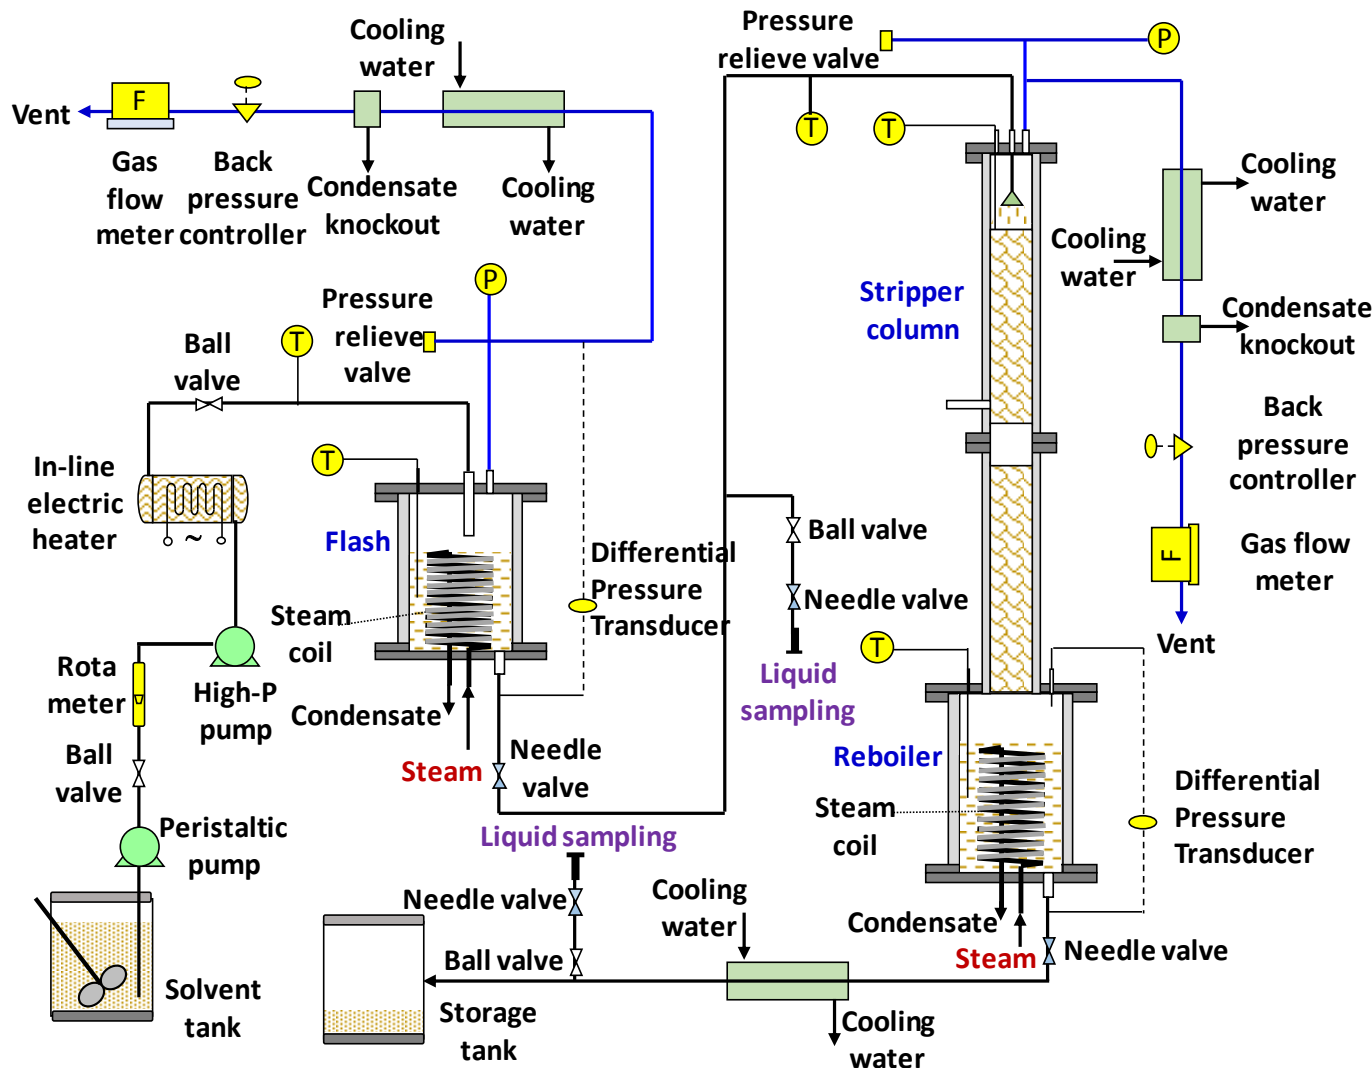 Cooling
water
F
Vent
Gas
flow
meter
Back
pressure
controller
Condensate
knockout
Cooling
water
Pressure
relieve valve
P
T
T
Cooling
water
Cooling
water
Stripper
column
Condensate
knockout
P
Pressure
relieve
valve
T
Ball
valve
Back
pressure
controller
In-line
electric
heater
~
T
Flash
Ball valve
Gas flow
meter
F
Differential
Pressure
Transducer
Needle valve
Steam
coil
Vent
T
Rota
meter
High-P
pump
Liquid
sampling
Condensate
Ball
valve
Steam
Needle
valve
Reboiler
Differential
Pressure
Transducer
Steam
coil
Peristaltic
pump
Liquid sampling
Needle valve
Cooling
water
Condensate
Steam
Needle valve
Ball valve
Solvent
tank
Storage
tank
Cooling
water